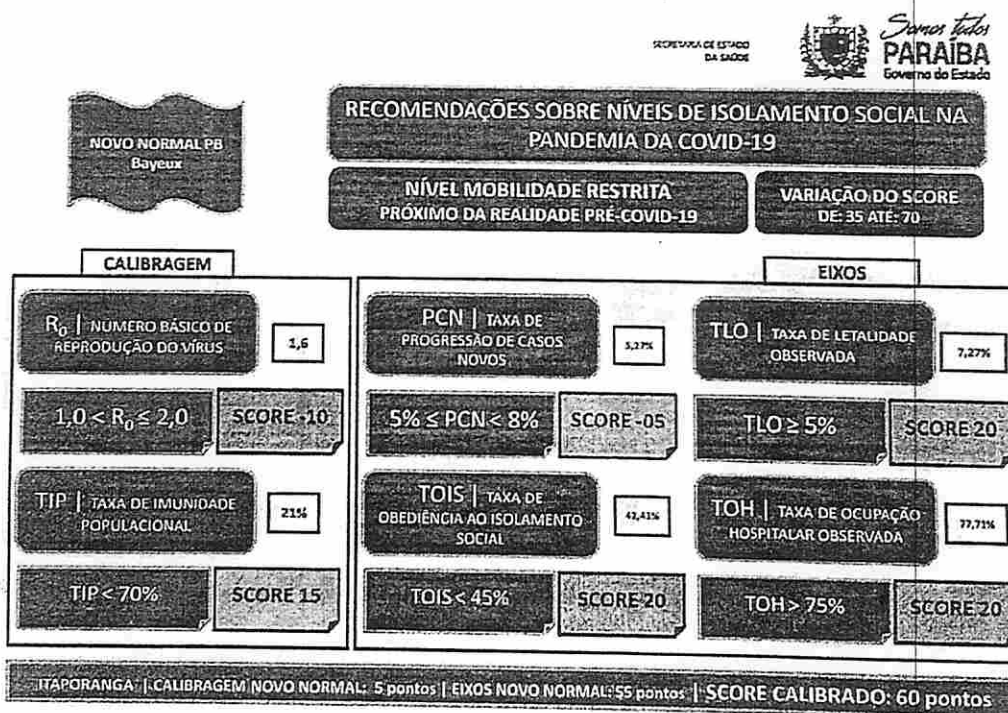 SECRETARIA DE ESTADO
DA SAÚDE
Somos todos
PARAÍBA
Governo do Estado
NOVO NORMAL PB
Bayeux
RECOMENDAÇÕES SOBRE NÍVEIS DE ISOLAMENTO SOCIAL NA
PANDEMIA DA COVID-19
NÍVEL MOBILIDADE RESTRITA
PRÓXIMO DA REALIDADE PRÉ-COVID-19
VARIAÇÃO DO SCORE
DE: 35 ATÉ: 70
CALIBRAGEM
R₀ | NÚMERO BÁSICO DE
REPRODUÇÃO DO VÍRUS
1,6
1,0 < R₀ ≤ 2,0
SCORE -10
TIP | TAXA DE IMUNIDADE
POPULACIONAL
21%
TIP < 70%
SCORE 15
EIXOS
PCN | TAXA DE
PROGRESSÃO DE CASOS
NOVOS
5,27%
5% ≤ PCN < 8%
SCORE -05
TLO | TAXA DE LETALIDADE
OBSERVADA
7,27%
TLO ≥ 5%
SCORE 20
TOIS | TAXA DE
OBEDIÊNCIA AO ISOLAMENTO
SOCIAL
42,41%
TOIS < 45%
SCORE 20
TOH | TAXA DE OCUPAÇÃO
HOSPITALAR OBSERVADA
77,71%
TOH > 75%
SCORE 20
ITAPORANGA | CALIBRAGEM NOVO NORMAL: 5 pontos | EIXOS NOVO NORMAL: 55 pontos | SCORE CALIBRADO: 60 pontos